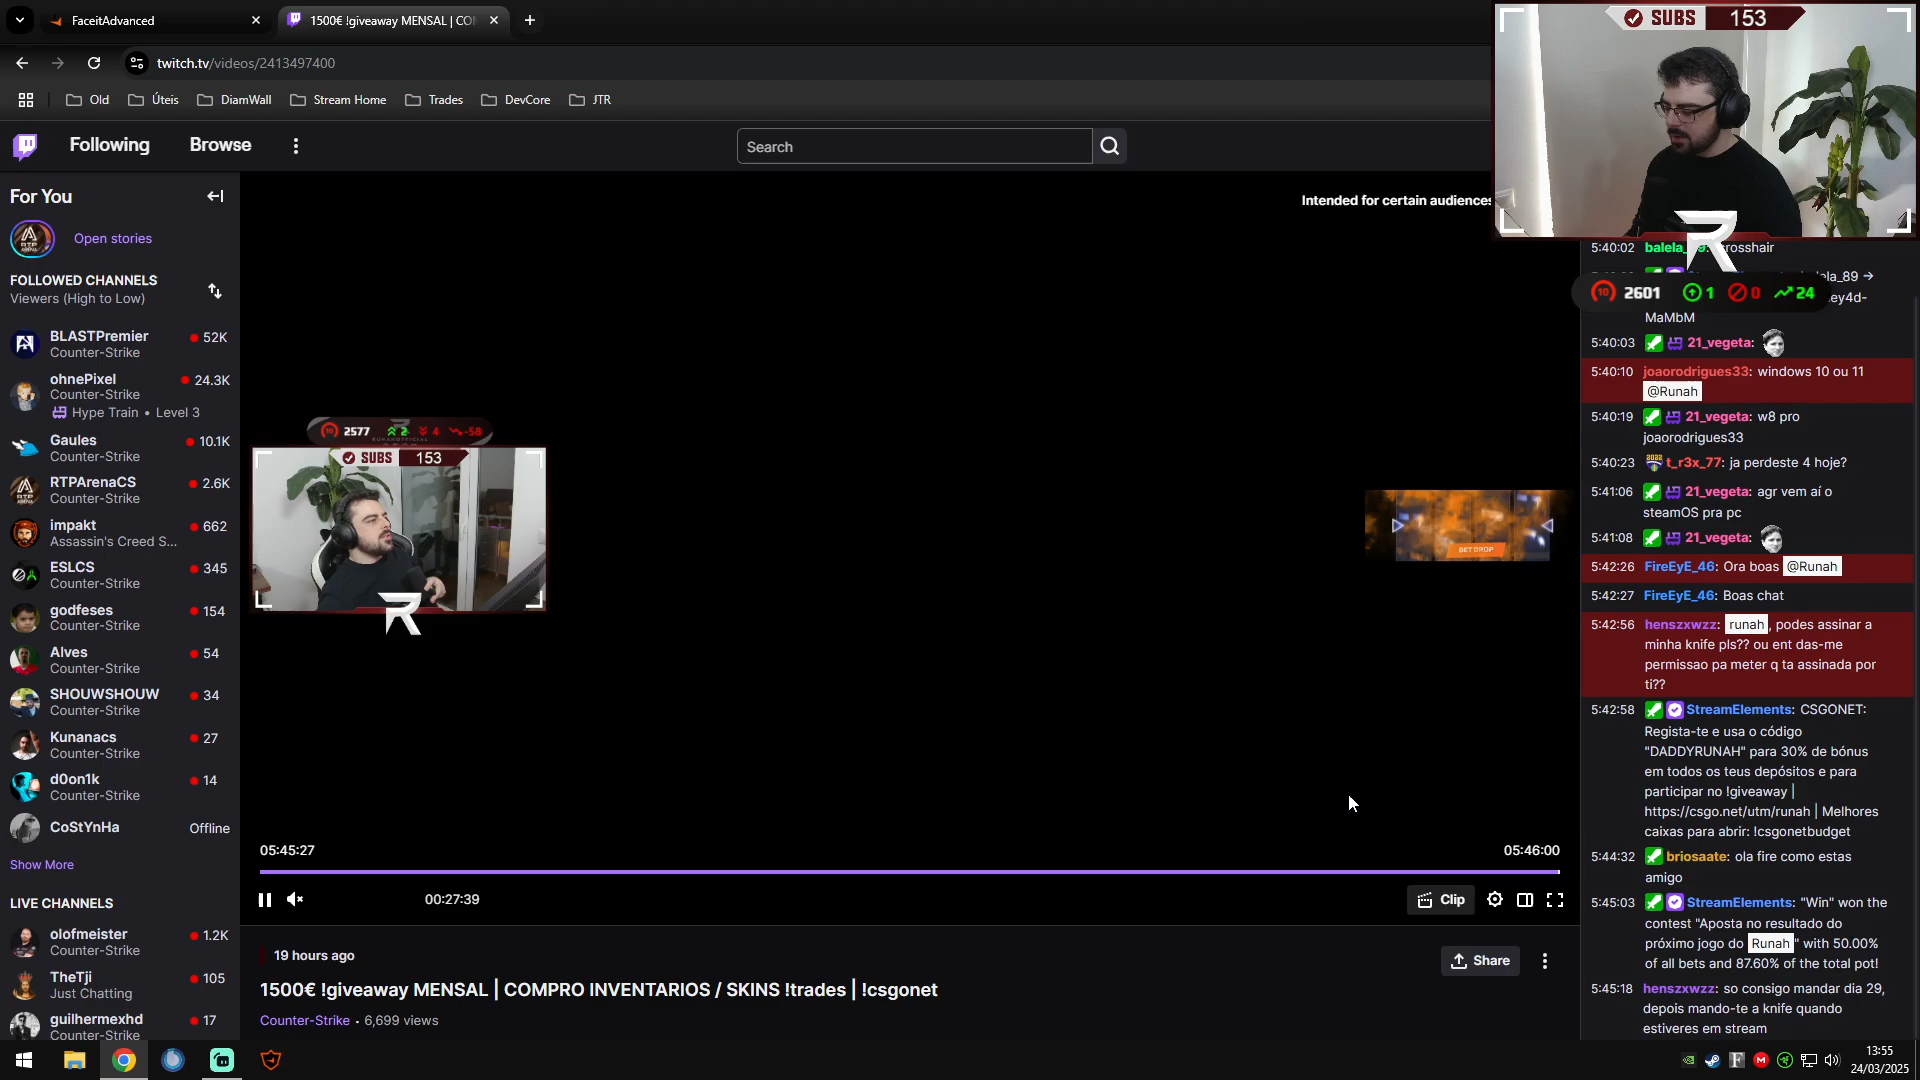 FaceitAdvanced
1500€ !giveaway MENSAL | CO
SUBS 153
twitch.tv/videos/2413497400
Old
Úteis
DiamWall
Stream Home
Trades
DevCore
JTR
Following
Browse
Search
For You
Open stories
FOLLOWED CHANNELS
Viewers (High to Low)
BLASTPremier 52K
Counter-Strike
ohnePixel 24.3K
Counter-Strike
Hype Train • Level 3
Gaules 10.1K
Counter-Strike
RTPArenaCS 2.6K
Counter-Strike
impakt 662
Assassin's Creed S...
ESLCS 345
Counter-Strike
godfeses 154
Counter-Strike
Alves 54
Counter-Strike
SHOUWSHOUW 34
Counter-Strike
Kunanacs 27
Counter-Strike
d0on1k 14
Counter-Strike
CoStYnHa Offline
Show More
LIVE CHANNELS
olofmeister 1.2K
Counter-Strike
TheTji 105
Just Chatting
guilhermexhd 17
Counter-Strike
Intended for certain audiences
2577 2 4 -58
SUBS 153
GET DROP
05:45:27
05:46:00
00:27:39
Clip
19 hours ago
Share
1500€ !giveaway MENSAL | COMPRO INVENTARIOS / SKINS !trades | !csgonet
Counter-Strike • 6,699 views
10 2601 1 0 24
5:40:02 balela_ 9: crosshair
ela_89 →
ey4d-
MaMbM
5:40:03 21_vegeta:
5:40:10 joaorodrigues33: windows 10 ou 11
@Runah
5:40:19 21_vegeta: w8 pro
joaorodrigues33
5:40:23 t_r3x_77: ja perdeste 4 hoje?
5:41:06 21_vegeta: agr vem aí o
steamOS pra pc
5:41:08 21_vegeta:
5:42:26 FireEyE_46: Ora boas @Runah
5:42:27 FireEyE_46: Boas chat
5:42:56 henszxwzz: runah, podes assinar a
minha knife pls?? ou ent das-me
permissao pa meter q ta assinada por
ti??
5:42:58 StreamElements: CSGONET:
Regista-te e usa o código
"DADDYRUNAH" para 30% de bónus
em todos os teus depósitos e para
participar no !giveaway |
https://csgo.net/utm/runah | Melhores
caixas para abrir: !csgonetbudget
5:44:32 briosaate: ola fire como estas
amigo
5:45:03 StreamElements: "Win" won the
contest "Aposta no resultado do
próximo jogo do Runah" with 50.00%
of all bets and 87.60% of the total pot!
5:45:18 henszxwzz: so consigo mandar dia 29,
depois mando-te a knife quando
estiveres em stream
13:55
24/03/2025